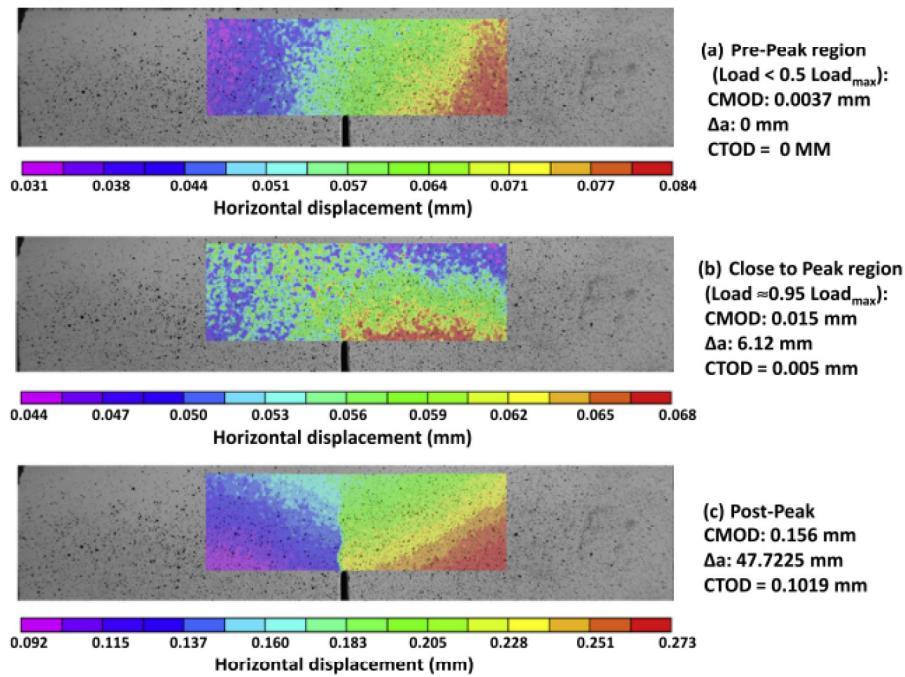 (a) Pre-Peak region
(Load < 0.5 Loadmax):
CMOD: 0.0037 mm
Δa: 0 mm
CTOD = 0 MM
0.031 0.038 0.044 0.051 0.057 0.064 0.071 0.077 0.084
Horizontal displacement (mm)
(b) Close to Peak region
(Load ≈0.95 Loadmax):
CMOD: 0.015 mm
Δa: 6.12 mm
CTOD = 0.005 mm
0.044 0.047 0.050 0.053 0.056 0.059 0.062 0.065 0.068
Horizontal displacement (mm)
(c) Post-Peak
CMOD: 0.156 mm
Δa: 47.7225 mm
CTOD = 0.1019 mm
0.092 0.115 0.137 0.160 0.183 0.205 0.228 0.251 0.273
Horizontal displacement (mm)